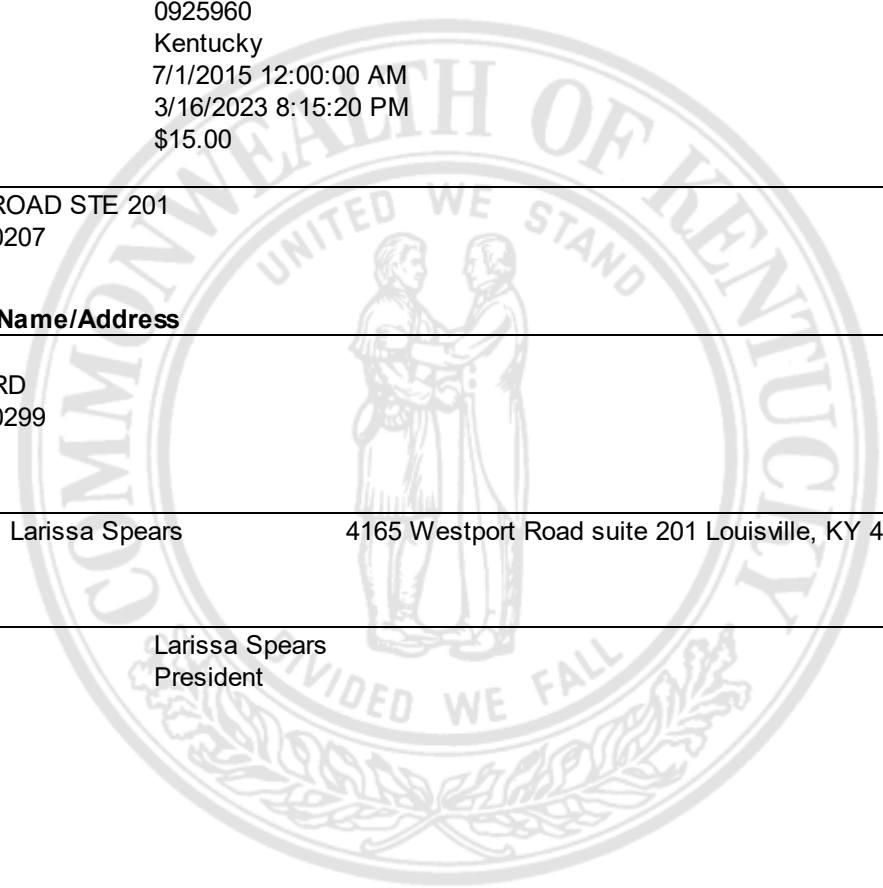 0925960
Kentucky
7/1/2015 12:00:00 AM
3/16/2023 8:15:20 PM
$15.00
ROAD STE 201
0207
Name/Address
RD
0299
Larissa Spears 4165 Westport Road suite 201 Louisville, KY 4
Larissa Spears
President
COMMONWEALTH OF KENTUCKY
UNITED WE STAND
DIVIDED WE FALL